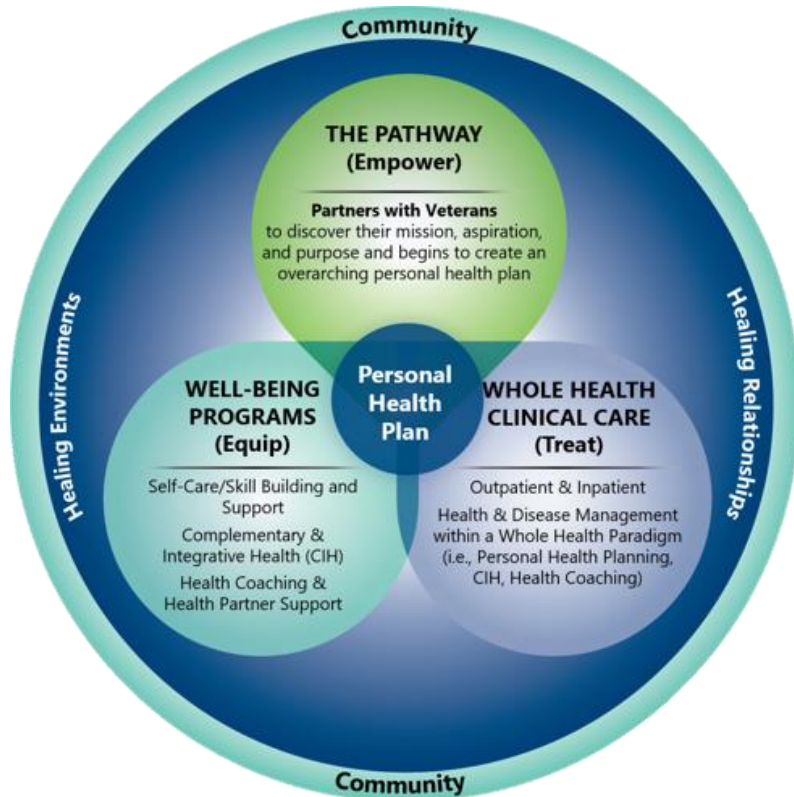 Community
THE PATHWAY
(Empower)
Partners with Veterans
to discover their mission, aspiration,
and purpose and begins to create an
overarching personal health plan
Healing Environments
Healing Relationships
Personal
Health
Plan
WELL-BEING
PROGRAMS
(Equip)
Self-Care/Skill Building and
Support
Complementary &
Integrative Health (CIH)
Health Coaching &
Health Partner Support
WHOLE HEALTH
CLINICAL CARE
(Treat)
Outpatient & Inpatient
Health & Disease Management
within a Whole Health Paradigm
(i.e., Personal Health Planning,
CIH, Health Coaching)
Community